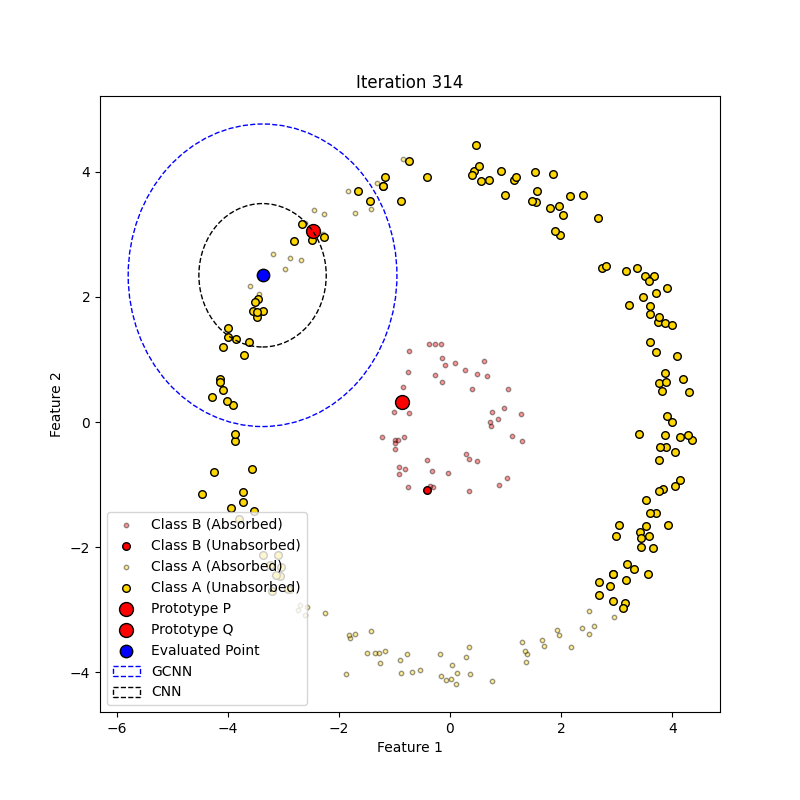 Iteration 314
Feature 2
4
2
0
−2
−4
Class B (Absorbed)
Class B (Unabsorbed)
Class A (Absorbed)
Class A (Unabsorbed)
Prototype P
Prototype Q
Evaluated Point
GCNN
CNN
−6
−4
−2
0
2
4
Feature 1